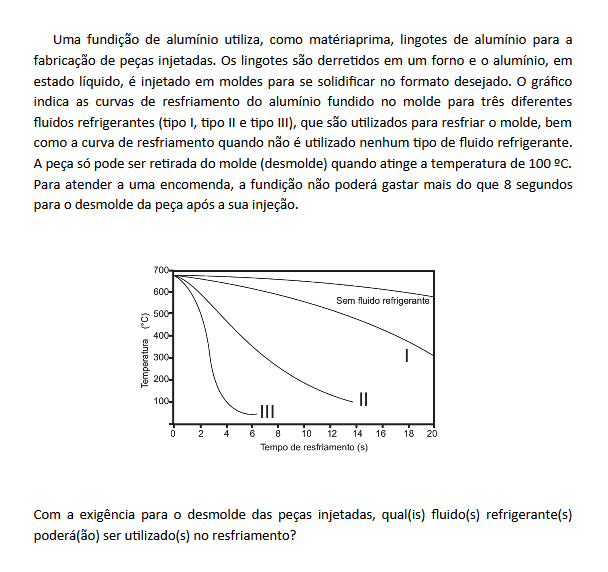 Uma fundição de alumínio utiliza, como matériaprima, lingotes de alumínio para a
fabricação de peças injetadas. Os lingotes são derretidos em um forno e o alumínio, em
estado líquido, é injetado em moldes para se solidificar no formato desejado. O gráfico
indica as curvas de resfriamento do alumínio fundido no molde para três diferentes
fluidos refrigerantes (tipo I, tipo II e tipo III), que são utilizados para resfriar o molde, bem
como a curva de resfriamento quando não é utilizado nenhum tipo de fluido refrigerante.
A peça só pode ser retirada do molde (desmolde) quando atinge a temperatura de 100 ºC.
Para atender a uma encomenda, a fundição não poderá gastar mais do que 8 segundos
para o desmolde da peça após a sua injeção.
700
600
500
400
300
200
100
Temperatura (°C)
Sem fluido refrigerante
I
II
III
0 2 4 6 8 10 12 14 16 18 20
Tempo de resfriamento (s)
Com a exigência para o desmolde das peças injetadas, qual(is) fluido(s) refrigerante(s)
poderá(ão) ser utilizado(s) no resfriamento?